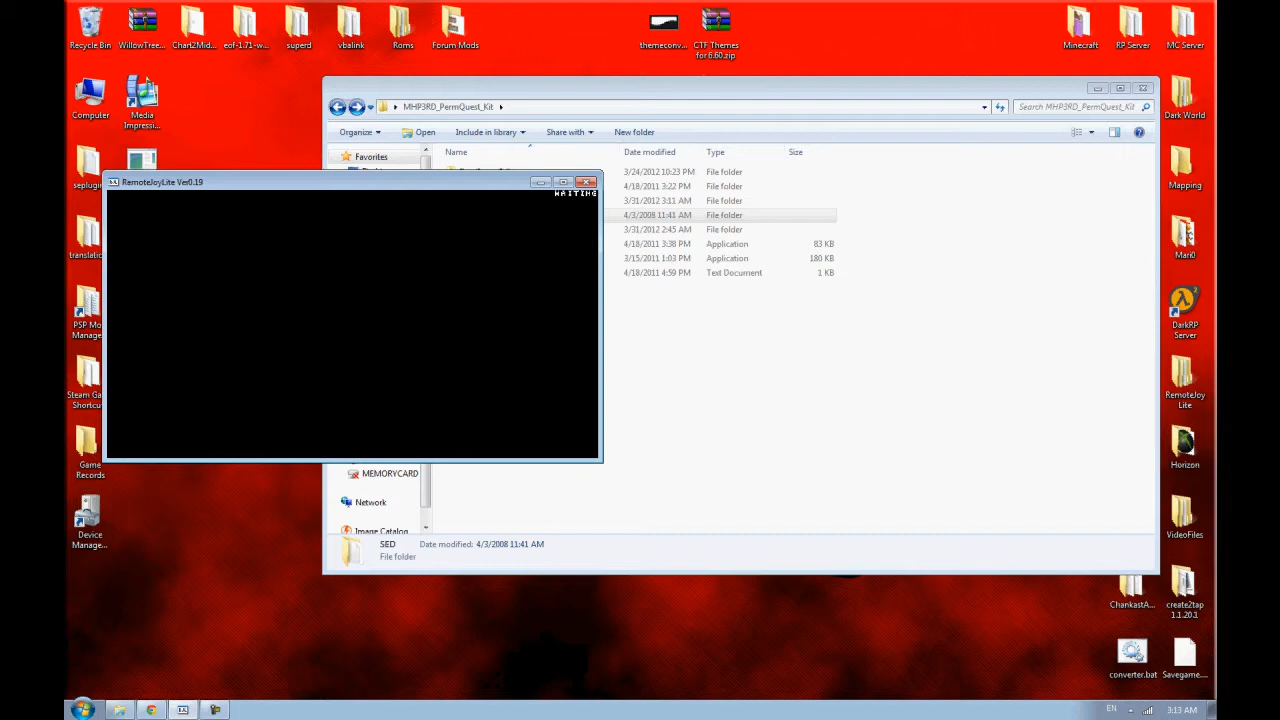 Recycle Bin
WillowTree...
Chart2Mid...
eof-1.71-w...
superd
vbalink
Roms
Forum Mods
themeconv...
CTF Themes
for 6.60.zip
Minecraft
RP Server
MC Server
Computer
Media
Impressi...
MHP3RD_PermQuest_Kit
Search MHP3RD_PermQuest_Kit
Dark World
Organize
Open
Include in library
Share with
New folder
Favorites
Name
Date modified
Type
Size
seplugin
RemoteJoyLite Ver0.19
WAITING
3/24/2012 10:23 PM
File folder
4/18/2011 3:22 PM
File folder
3/31/2012 3:11 AM
File folder
4/3/2008 11:41 AM
File folder
3/31/2012 2:45 AM
File folder
4/18/2011 3:38 PM
Application
83 KB
3/15/2011 1:03 PM
Application
180 KB
4/18/2011 4:59 PM
Text Document
1 KB
Mapping
translatio
Mari0
PSP Mo
Manage
DarkRP
Server
Steam Ga
Shortcu
RemoteJoy
Lite
Game
Records
Horizon
MEMORYCARD
Network
Image Catalog
Device
Manage...
VideoFiles
SED
Date modified: 4/3/2008 11:41 AM
File folder
ChankastA...
create2tap
1.1.20.1
converter.bat
Savegame....
EN
3:13 AM